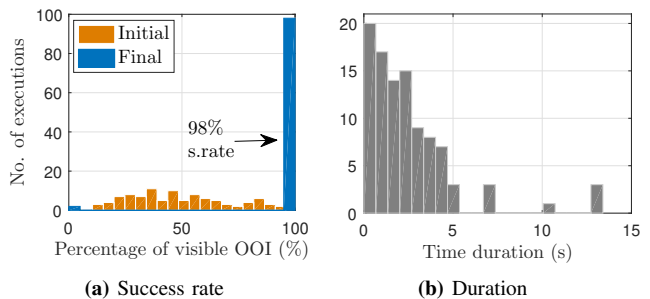 No. of executions
100
80
60
40
20
0
Initial
Final
98%
s.rate
0
50
100
Percentage of visible OOI (%)
(a) Success rate
20
15
10
5
0
0
5
10
15
Time duration (s)
(b) Duration